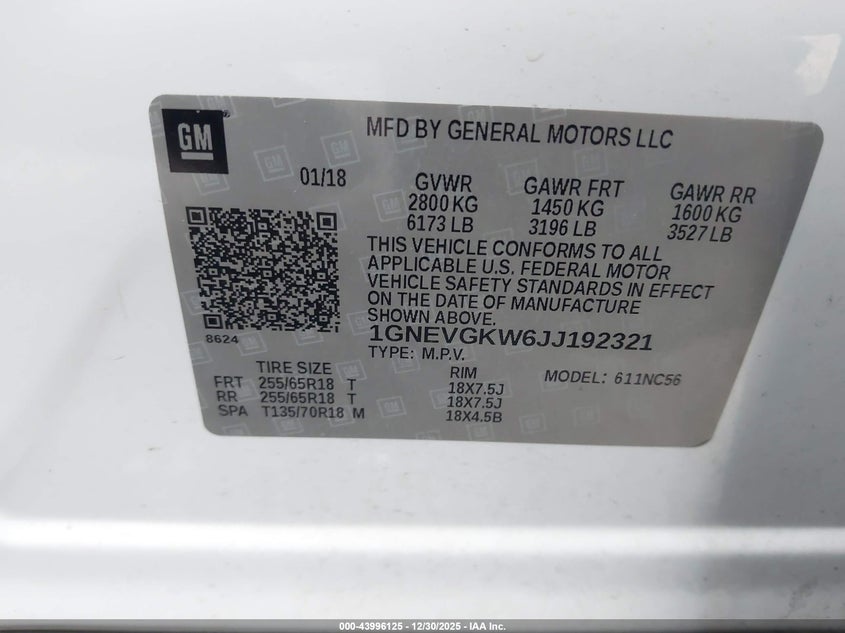 GM
MFD BY GENERAL MOTORS LLC
01/18
GVWR
2800 KG
6173 LB
GAWR FRT
1450 KG
3196 LB
GAWR RR
1600 KG
3527 LB
THIS VEHICLE CONFORMS TO ALL
APPLICABLE U.S. FEDERAL MOTOR
VEHICLE SAFETY STANDARDS IN EFFECT
ON THE DATE OF MANUFACTURE
SHOWN ABOVE.
8624
1GNEVGKW6JJ192321
TYPE: M.P.V.
TIRE SIZE
FRT 255/65R18 T
RR 255/65R18 T
SPA T135/70R18 M
RIM
18X7.5J
18X7.5J
18X4.5B
MODEL: 611NC56
000-43996125 - 12/30/2025 - IAA Inc.